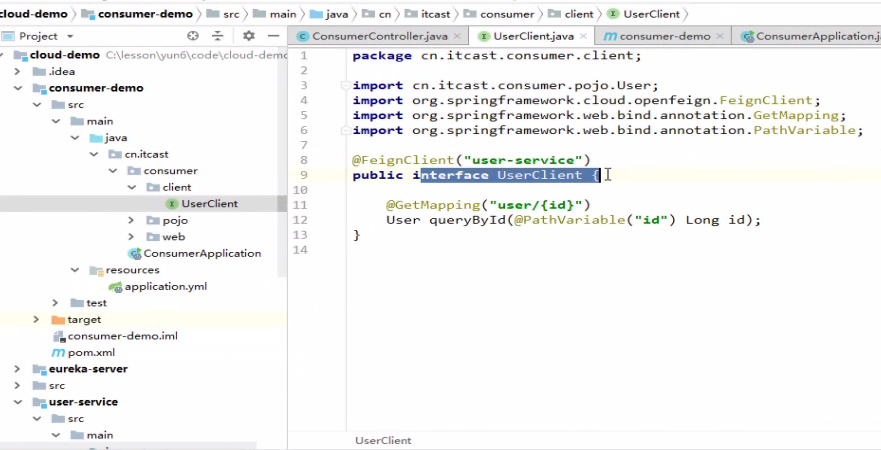 cloud-demo consumer-demo src main java cn itcast consumer client UserClient
Project
ConsumerController.java UserClient.java consumer-demo ConsumerApplication.ja
cloud-demo C:\lesson\yun6\code\cloud-demo
.idea
consumer-demo
src
main
java
cn.itcast
consumer
client
UserClient
pojo
web
ConsumerApplication
resources
application.yml
test
target
consumer-demo.iml
pom.xml
eureka-server
src
user-service
src
main
1 package cn.itcast.consumer.client;
2
3 import cn.itcast.consumer.pojo.User;
4 import org.springframework.cloud.openfeign.FeignClient;
5 import org.springframework.web.bind.annotation.GetMapping;
6 import org.springframework.web.bind.annotation.PathVariable;
7
8 @FeignClient("user-service")
9 public interface UserClient {
10
11 @GetMapping("user/{id}")
12 User queryById(@PathVariable("id") Long id);
13 }
14
UserClient